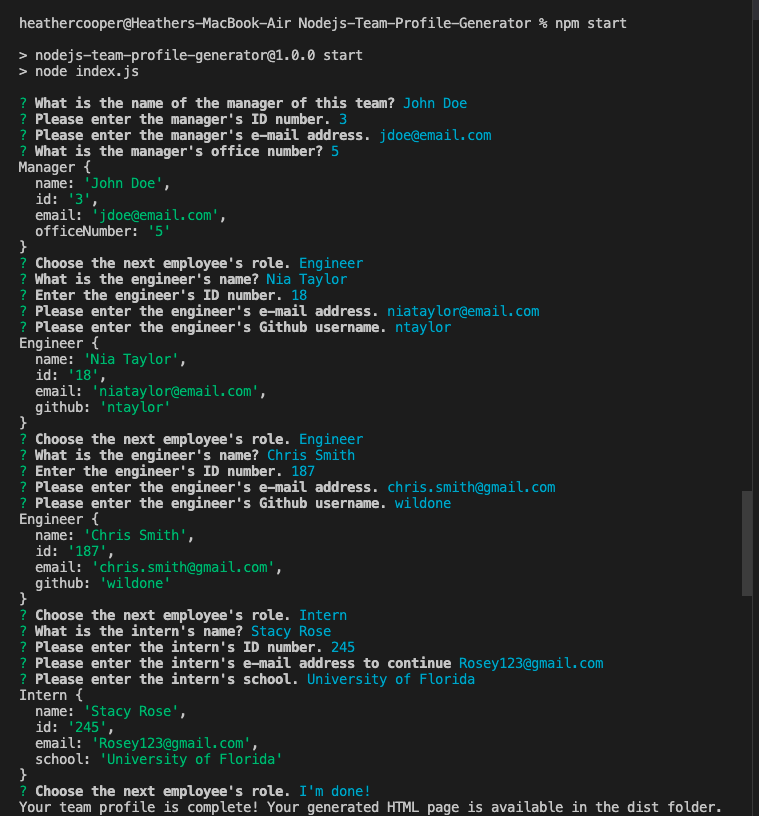 heathercooper@Heathers-MacBook-Air Nodejs-Team-Profile-Generator % npm start
> nodejs-team-profile-generator@1.0.0 start
> node index.js
? What is the name of the manager of this team? John Doe
? Please enter the manager's ID number. 3
? Please enter the manager's e-mail address. jdoe@email.com
? What is the manager's office number? 5
Manager {
  name: 'John Doe',
  id: '3',
  email: 'jdoe@email.com',
  officeNumber: '5'
}
? Choose the next employee's role. Engineer
? What is the engineer's name? Nia Taylor
? Enter the engineer's ID number. 18
? Please enter the engineer's e-mail address. niataylor@email.com
? Please enter the engineer's Github username. ntaylor
Engineer {
  name: 'Nia Taylor',
  id: '18',
  email: 'niataylor@email.com',
  github: 'ntaylor'
}
? Choose the next employee's role. Engineer
? What is the engineer's name? Chris Smith
? Enter the engineer's ID number. 187
? Please enter the engineer's e-mail address. chris.smith@gmail.com
? Please enter the engineer's Github username. wildone
Engineer {
  name: 'Chris Smith',
  id: '187',
  email: 'chris.smith@gmail.com',
  github: 'wildone'
}
? Choose the next employee's role. Intern
? What is the intern's name? Stacy Rose
? Please enter the intern's ID number. 245
? Please enter the intern's e-mail address to continue Rosey123@gmail.com
? Please enter the intern's school. University of Florida
Intern {
  name: 'Stacy Rose',
  id: '245',
  email: 'Rosey123@gmail.com',
  school: 'University of Florida'
}
? Choose the next employee's role. I'm done!
Your team profile is complete! Your generated HTML page is available in the dist folder.